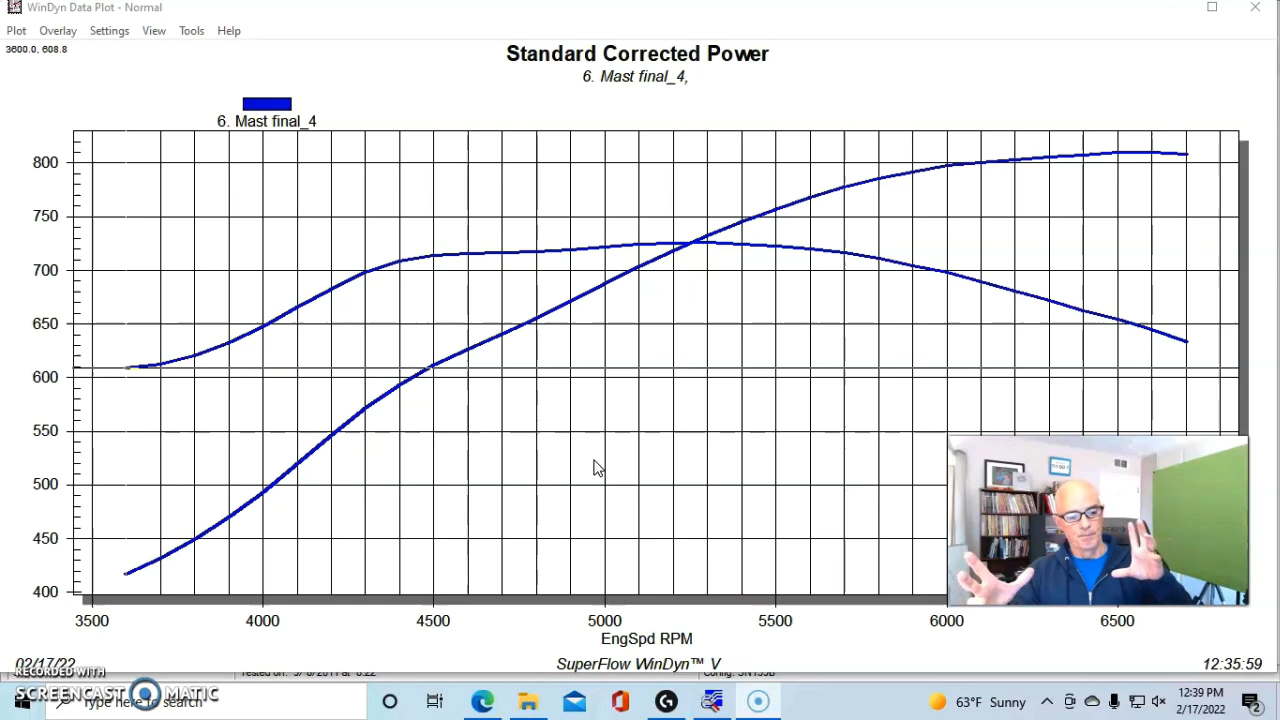 WinDyn Data Plot - Normal
Plot Overlay Settings View Tools Help
3600.0, 608.8
Standard Corrected Power
6. Mast final_4,
6. Mast final_4
800
750
700
650
600
550
500
450
400
3500 4000 4500 5000 5500 6000 6500
EngSpd RPM
02/17/22 SuperFlow WinDyn™ V 12:35:59
RECORDED WITH
SCREENCAST MATIC
Type here to search
63°F Sunny
12:39 PM
2/17/2022
2